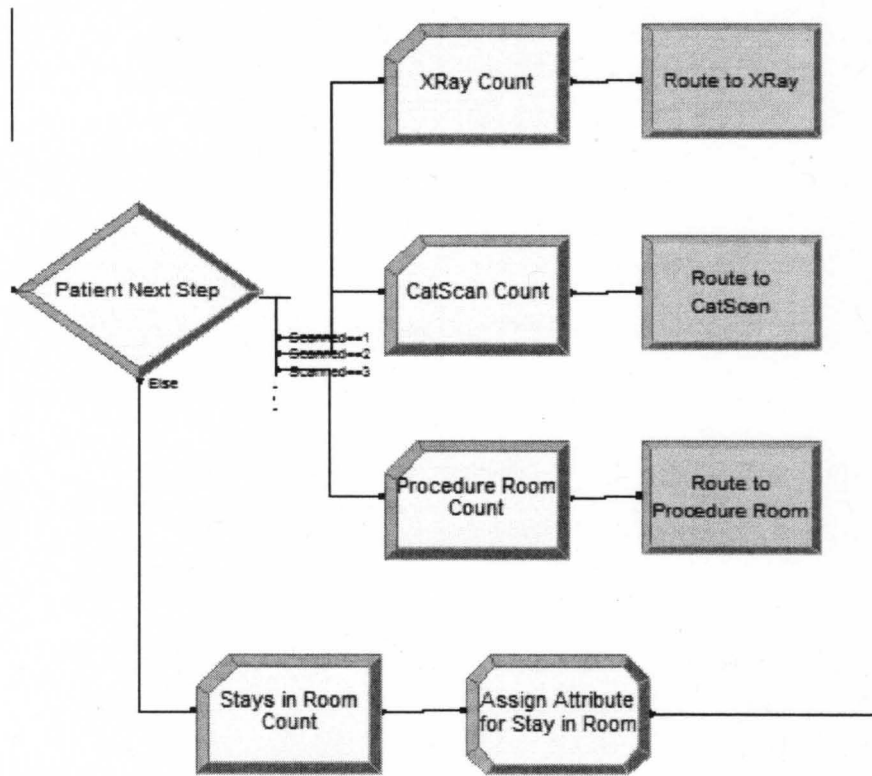 XRay Count
Route to XRay
Patient Next Step
CatScan Count
Route to
CatScan
Scanned==1
Scanned==2
Scanned==3
Else
Procedure Room
Count
Route to
Procedure Room
Stays in Room
Count
Assign Attribute
for Stay in Room